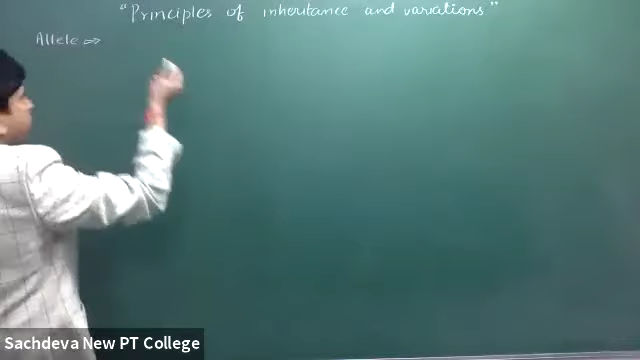 "Principles of inheritance and variations"
Allele ⇒
Sachdeva New PT College